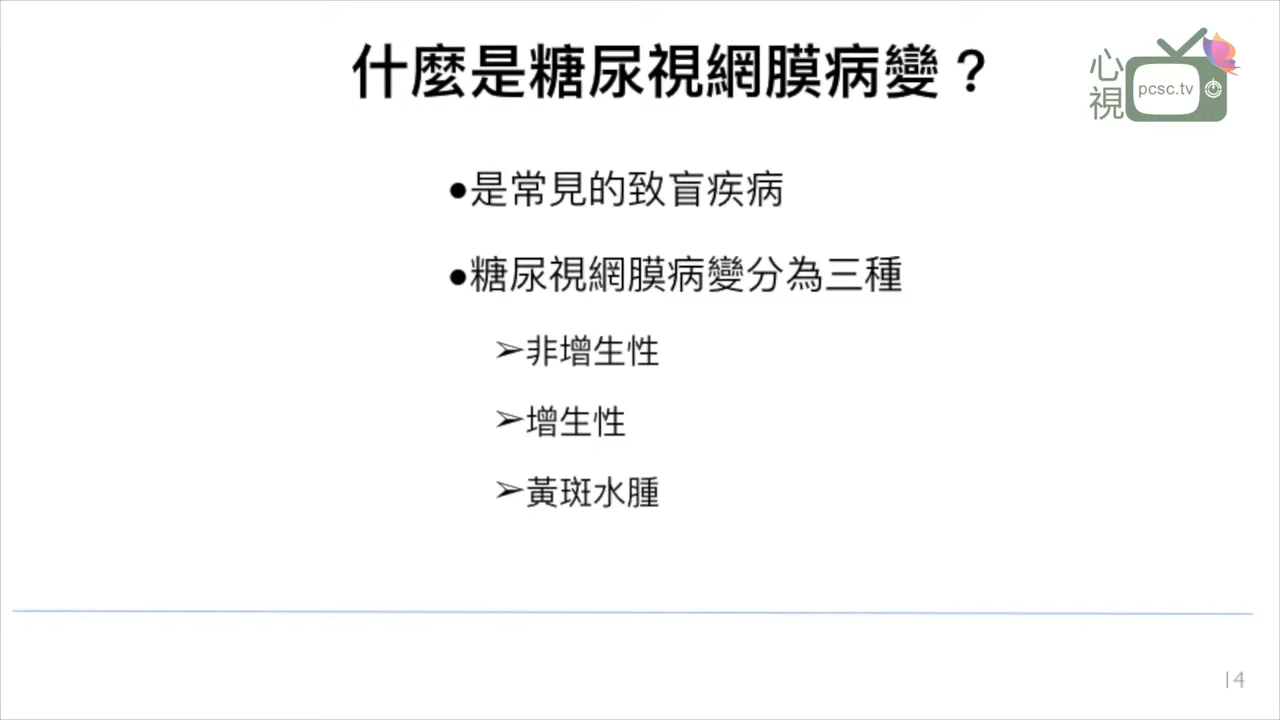 什麼是糖尿視網膜病變？
心視
pcsc.tv
●是常見的致盲疾病
●糖尿視網膜病變分為三種
➢非增生性
➢增生性
➢黃斑水腫
14